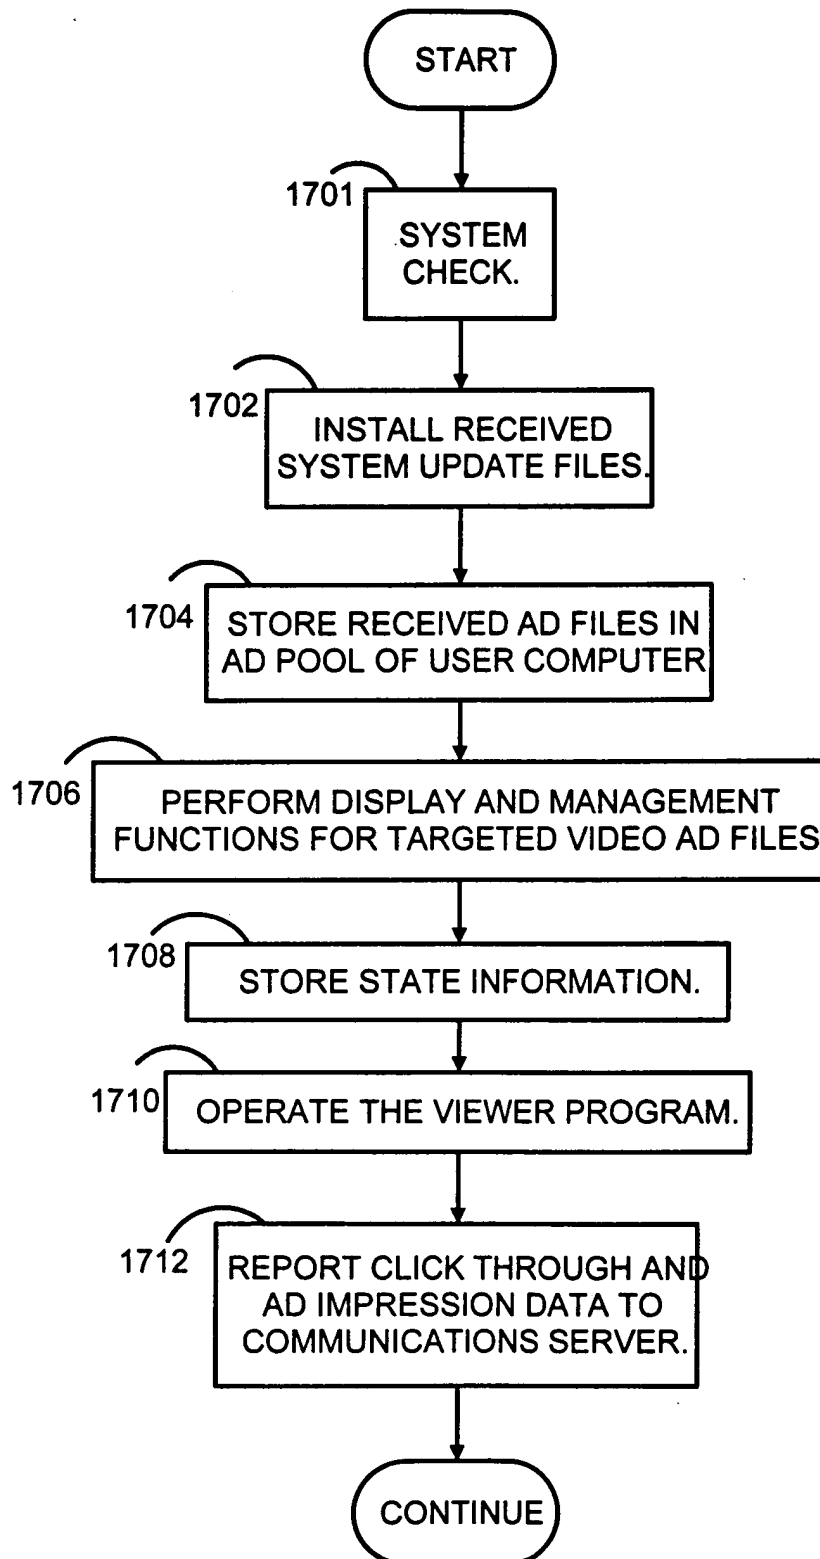 START
1701
SYSTEM
CHECK.
1702
INSTALL RECEIVED
SYSTEM UPDATE FILES.
1704
STORE RECEIVED AD FILES IN
AD POOL OF USER COMPUTER
1706
PERFORM DISPLAY AND MANAGEMENT
FUNCTIONS FOR TARGETED VIDEO AD FILES
1708
STORE STATE INFORMATION.
1710
OPERATE THE VIEWER PROGRAM.
1712
REPORT CLICK THROUGH AND
AD IMPRESSION DATA TO
COMMUNICATIONS SERVER.
CONTINUE